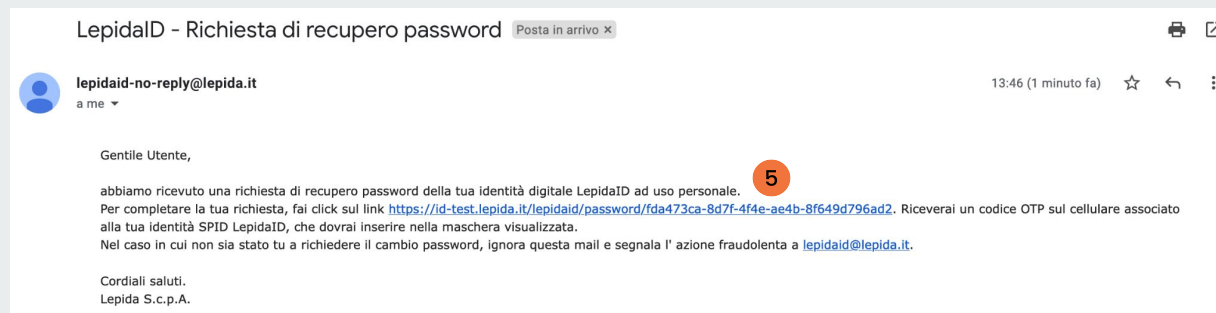 LepidaID - Richiesta di recupero password Posta in arrivo ×
lepidaid-no-reply@lepida.it 13:46 (1 minuto fa)
a me
Gentile Utente,
5
abbiamo ricevuto una richiesta di recupero password della tua identità digitale LepidaID ad uso personale.
Per completare la tua richiesta, fai click sul link https://id-test.lepida.it/lepidaid/password/fda473ca-8d7f-4f4e-ae4b-8f649d796ad2. Riceverai un codice OTP sul cellulare associato
alla tua identità SPID LepidaID, che dovrai inserire nella maschera visualizzata.
Nel caso in cui non sia stato tu a richiedere il cambio password, ignora questa mail e segnala l' azione fraudolenta a lepidaid@lepida.it.
Cordiali saluti.
Lepida S.c.p.A.